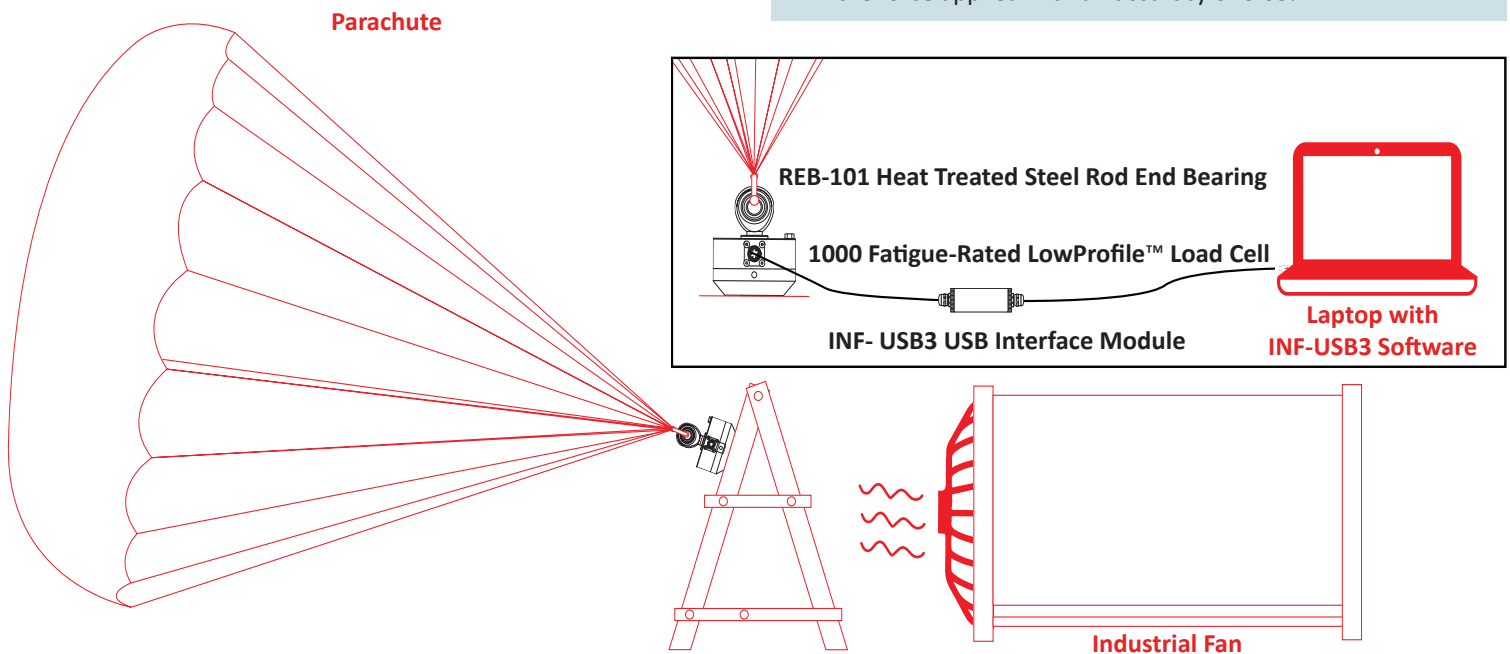 Parachute
REB-101 Heat Treated Steel Rod End Bearing
1000 Fatigue-Rated LowProfile™ Load Cell
INF- USB3 USB Interface Module
Laptop with
INF-USB3 Software
Industrial Fan